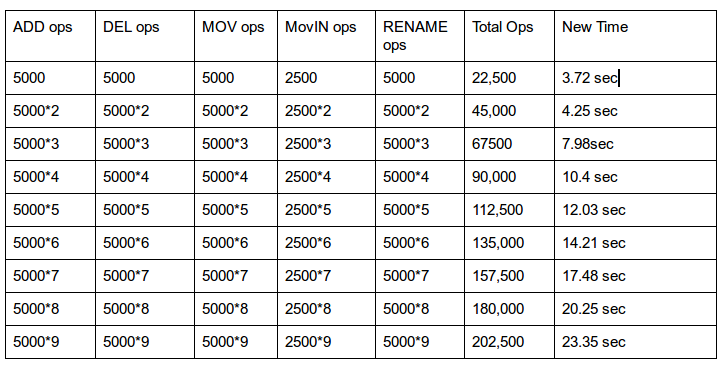 ADD ops DEL ops MOV ops MovIN ops RENAME ops Total Ops New Time
5000 5000 5000 2500 5000 22,500 3.72 sec
5000*2 5000*2 5000*2 2500*2 5000*2 45,000 4.25 sec
5000*3 5000*3 5000*3 2500*3 5000*3 67500 7.98sec
5000*4 5000*4 5000*4 2500*4 5000*4 90,000 10.4 sec
5000*5 5000*5 5000*5 2500*5 5000*5 112,500 12.03 sec
5000*6 5000*6 5000*6 2500*6 5000*6 135,000 14.21 sec
5000*7 5000*7 5000*7 2500*7 5000*7 157,500 17.48 sec
5000*8 5000*8 5000*8 2500*8 5000*8 180,000 20.25 sec
5000*9 5000*9 5000*9 2500*9 5000*9 202,500 23.35 sec